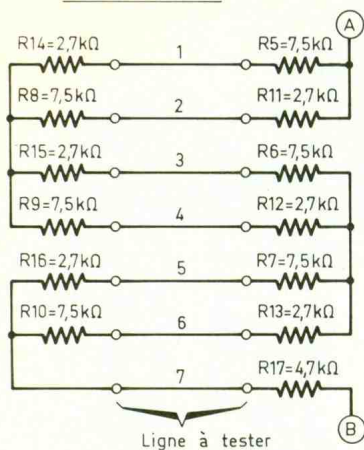 A
R14=2,7kΩ 1 R5=7,5kΩ
R8=7,5kΩ 2 R11=2,7kΩ
R15=2,7kΩ 3 R6=7,5kΩ
R9=7,5kΩ 4 R12=2,7kΩ
R16=2,7kΩ 5 R7=7,5kΩ
R10=7,5kΩ 6 R13=2,7kΩ
7 R17=4,7kΩ
B
Ligne à tester